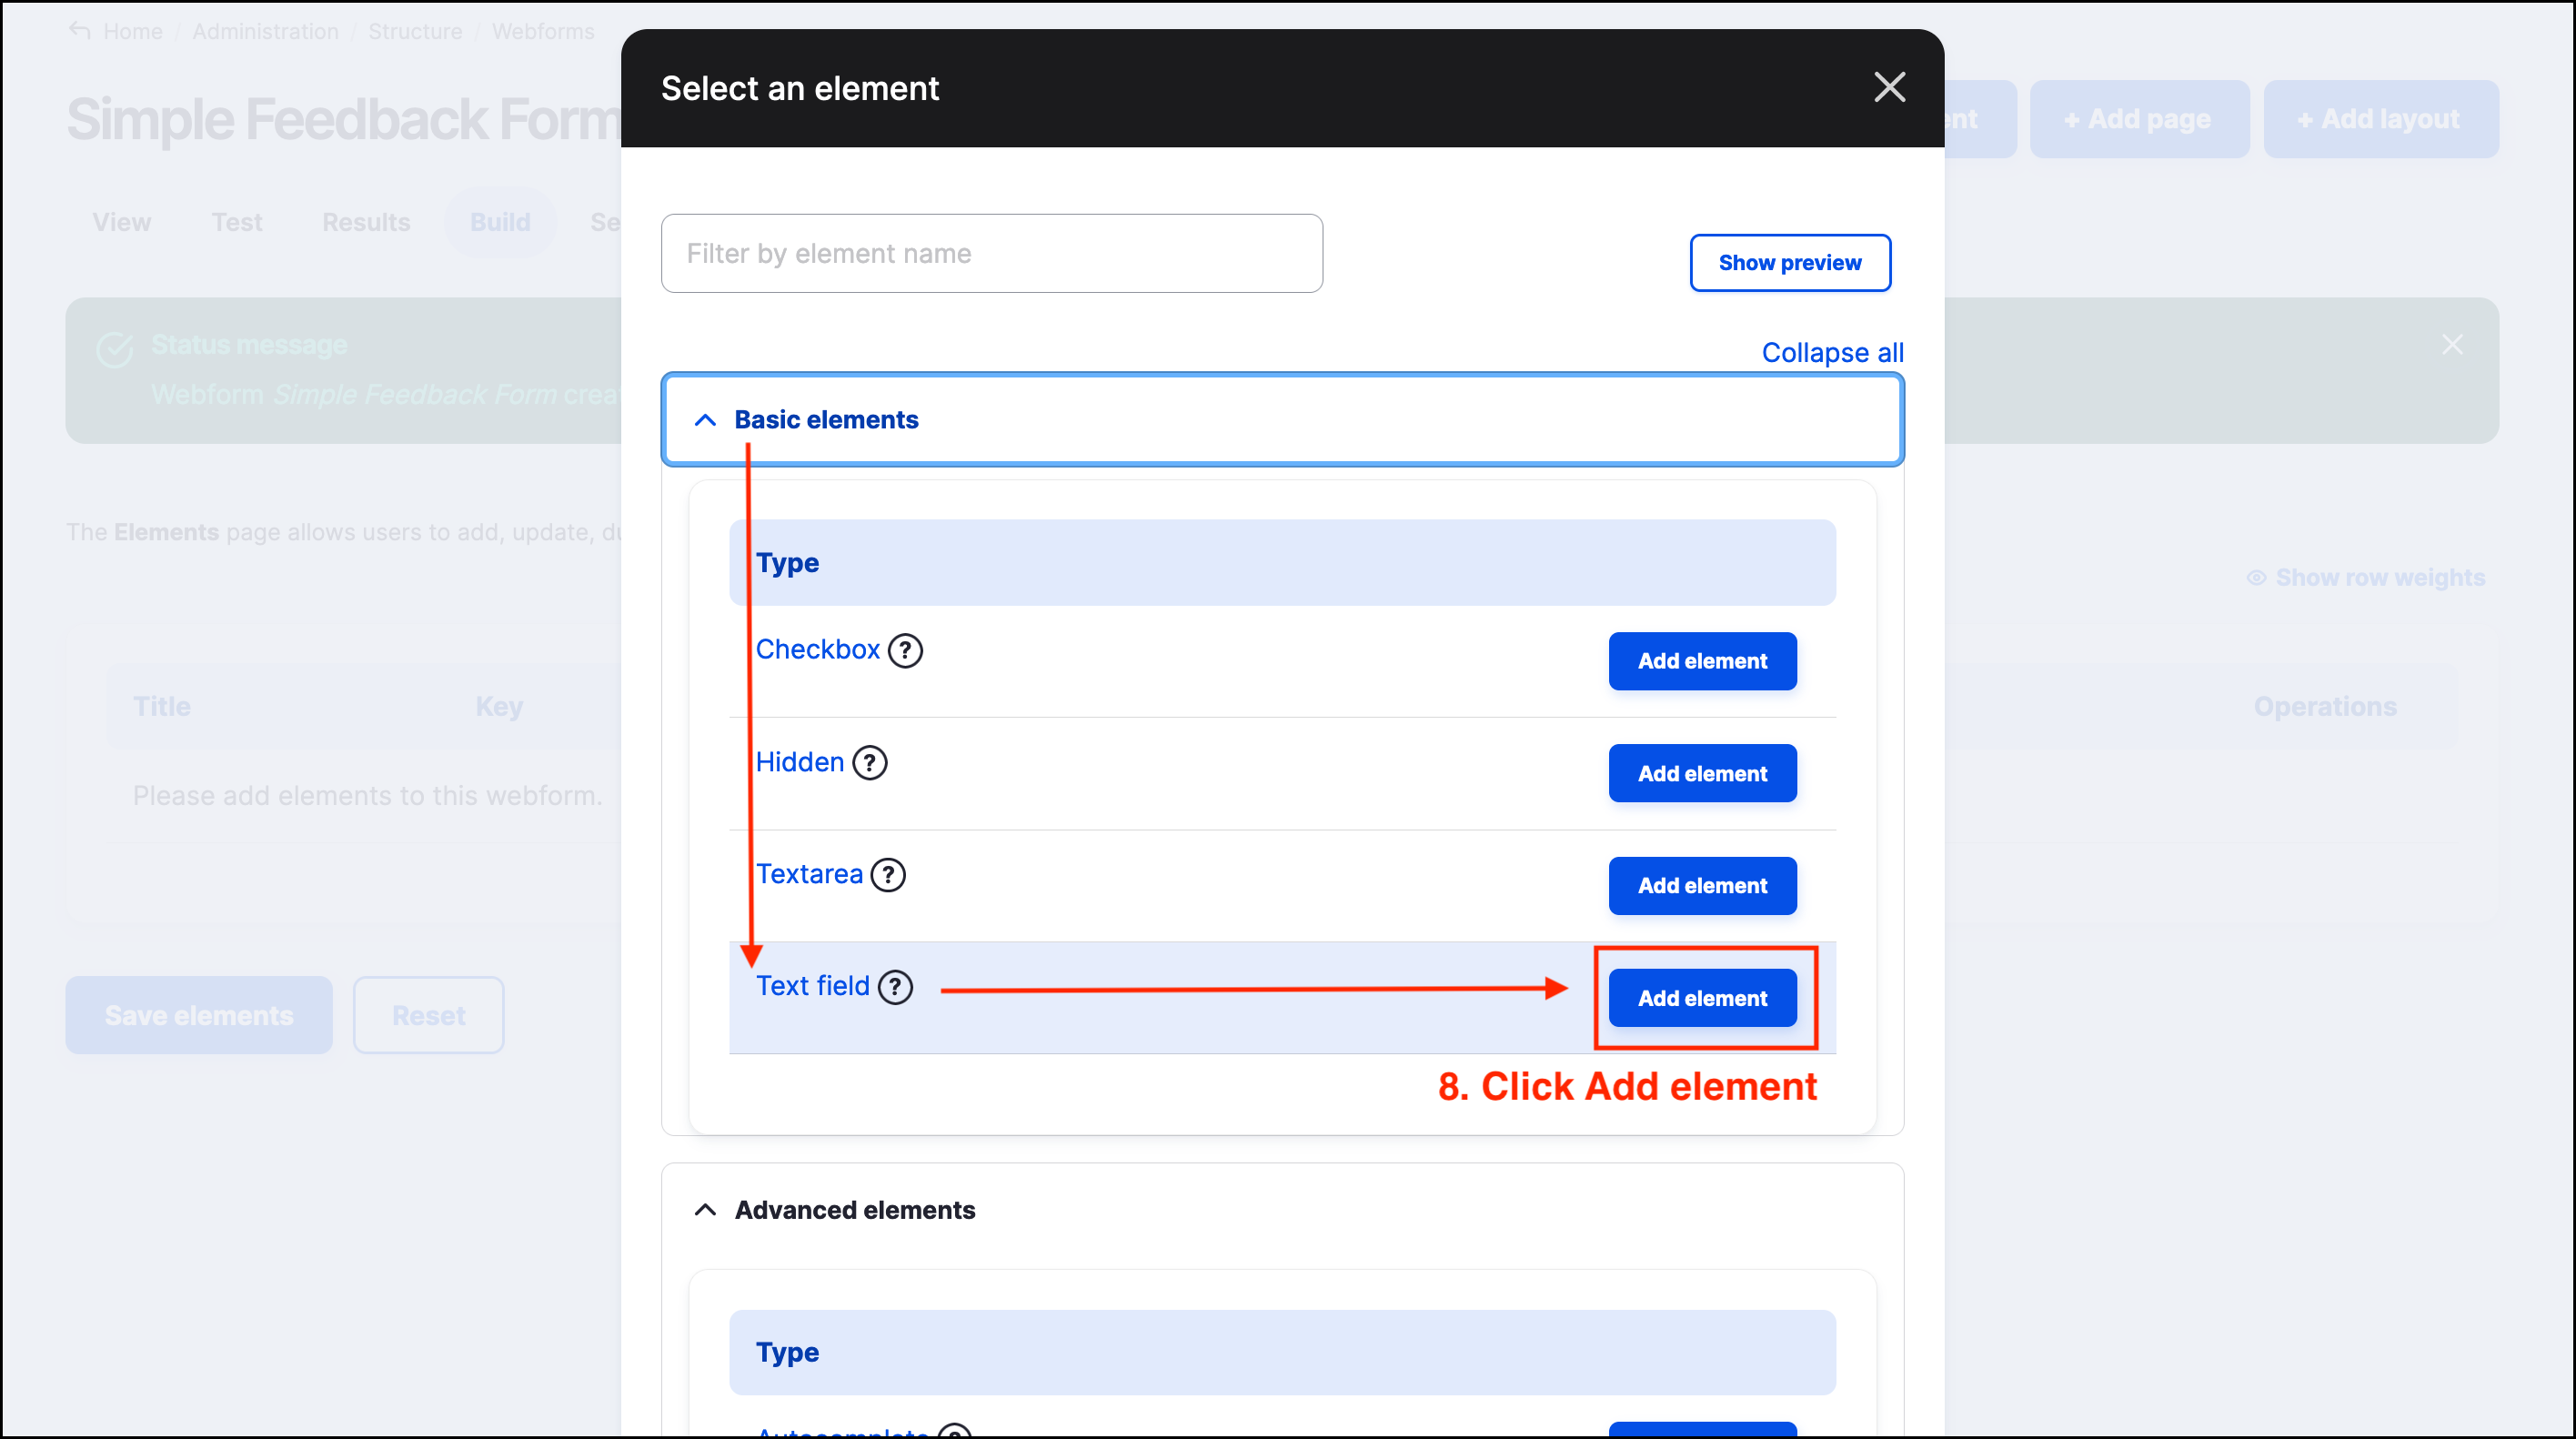 Home / Administration / Structure / Webforms
Select an element
Simple Feedback Form
+ Add page
+ Add layout
View Test Results Build
Filter by element name
Show preview
Status message
Webform Simple Feedback Form
Collapse all
Basic elements
The Elements page allows users to add, update,
Type
Show row weights
Checkbox ? Add element
Title Key Operations
Hidden ? Add element
Please add elements to this webform.
Textarea ? Add element
Text field ? Add element
Save elements Reset
8. Click Add element
Advanced elements
Type